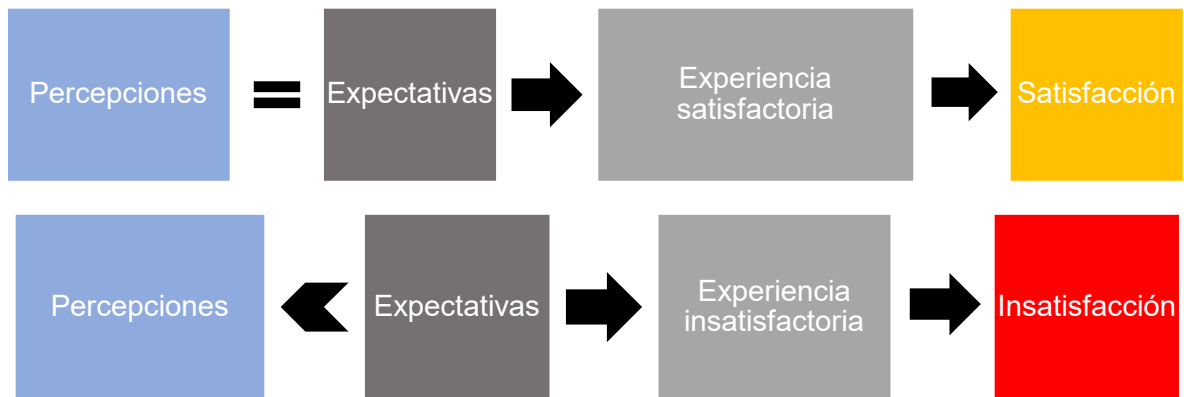 Percepciones
=
Expectativas
Experiencia
satisfactoria
Satisfacción
Percepciones
Expectativas
Experiencia
insatisfactoria
Insatisfacción